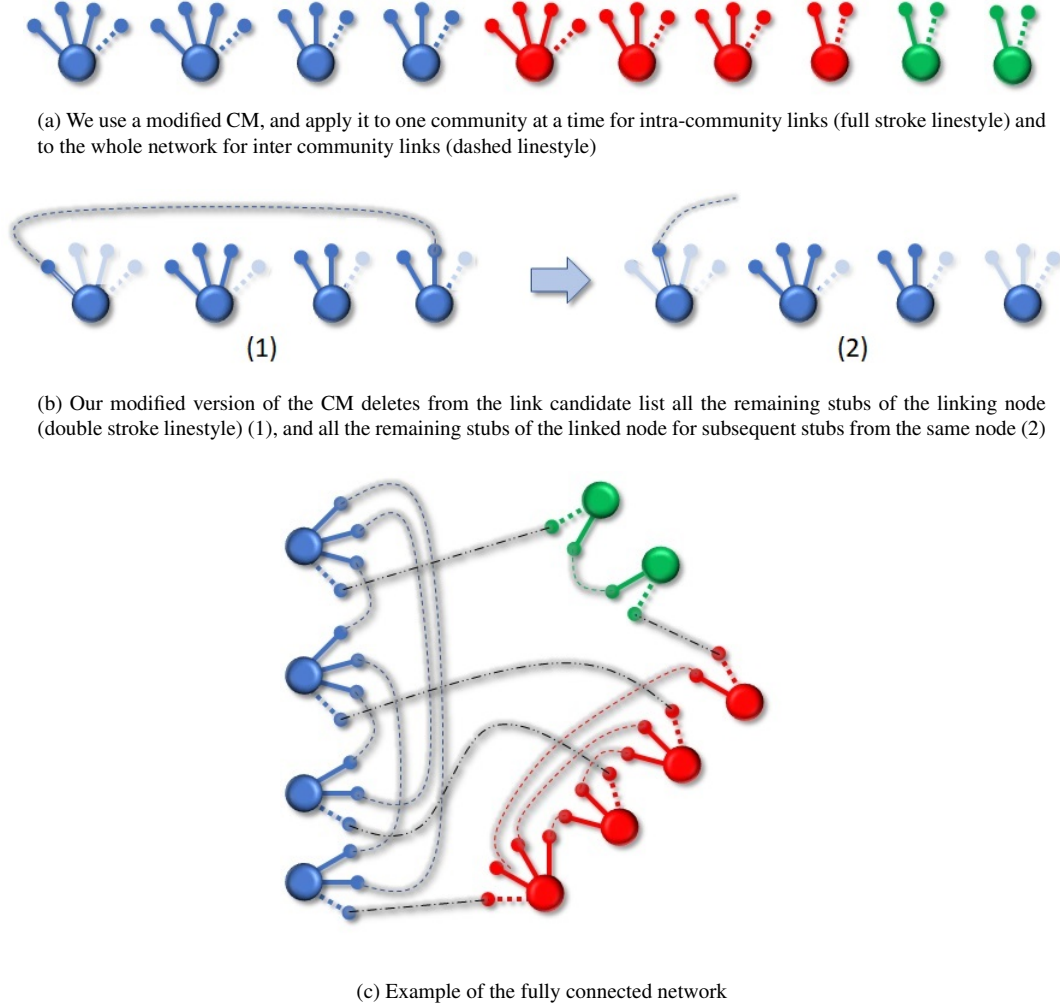 (a) We use a modified CM, and apply it to one community at a time for intra-community links (full stroke linestyle) and
to the whole network for inter community links (dashed linestyle)
(1)
(2)
(b) Our modified version of the CM deletes from the link candidate list all the remaining stubs of the linking node
(double stroke linestyle) (1), and all the remaining stubs of the linked node for subsequent stubs from the same node (2)
(c) Example of the fully connected network